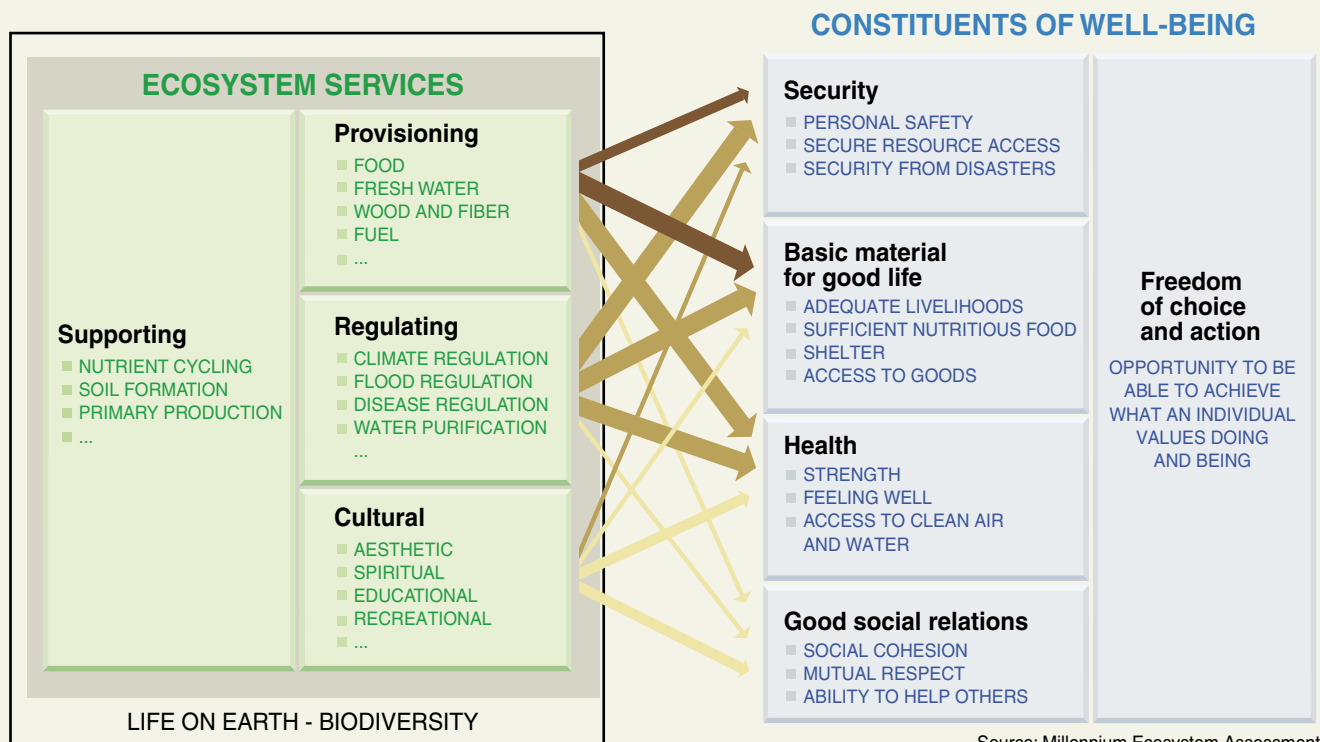 CONSTITUENTS OF WELL-BEING
ECOSYSTEM SERVICES
Supporting
NUTRIENT CYCLING
SOIL FORMATION
PRIMARY PRODUCTION
...
Provisioning
FOOD
FRESH WATER
WOOD AND FIBER
FUEL
...
Regulating
CLIMATE REGULATION
FLOOD REGULATION
DISEASE REGULATION
WATER PURIFICATION
...
Cultural
AESTHETIC
SPIRITUAL
EDUCATIONAL
RECREATIONAL
...
LIFE ON EARTH - BIODIVERSITY
Security
PERSONAL SAFETY
SECURE RESOURCE ACCESS
SECURITY FROM DISASTERS
Basic material
for good life
ADEQUATE LIVELIHOODS
SUFFICIENT NUTRITIOUS FOOD
SHELTER
ACCESS TO GOODS
Health
STRENGTH
FEELING WELL
ACCESS TO CLEAN AIR
AND WATER
Good social relations
SOCIAL COHESION
MUTUAL RESPECT
ABILITY TO HELP OTHERS
Freedom
of choice
and action
OPPORTUNITY TO BE
ABLE TO ACHIEVE
WHAT AN INDIVIDUAL
VALUES DOING
AND BEING
Source: Millennium Ecosystem Assessment